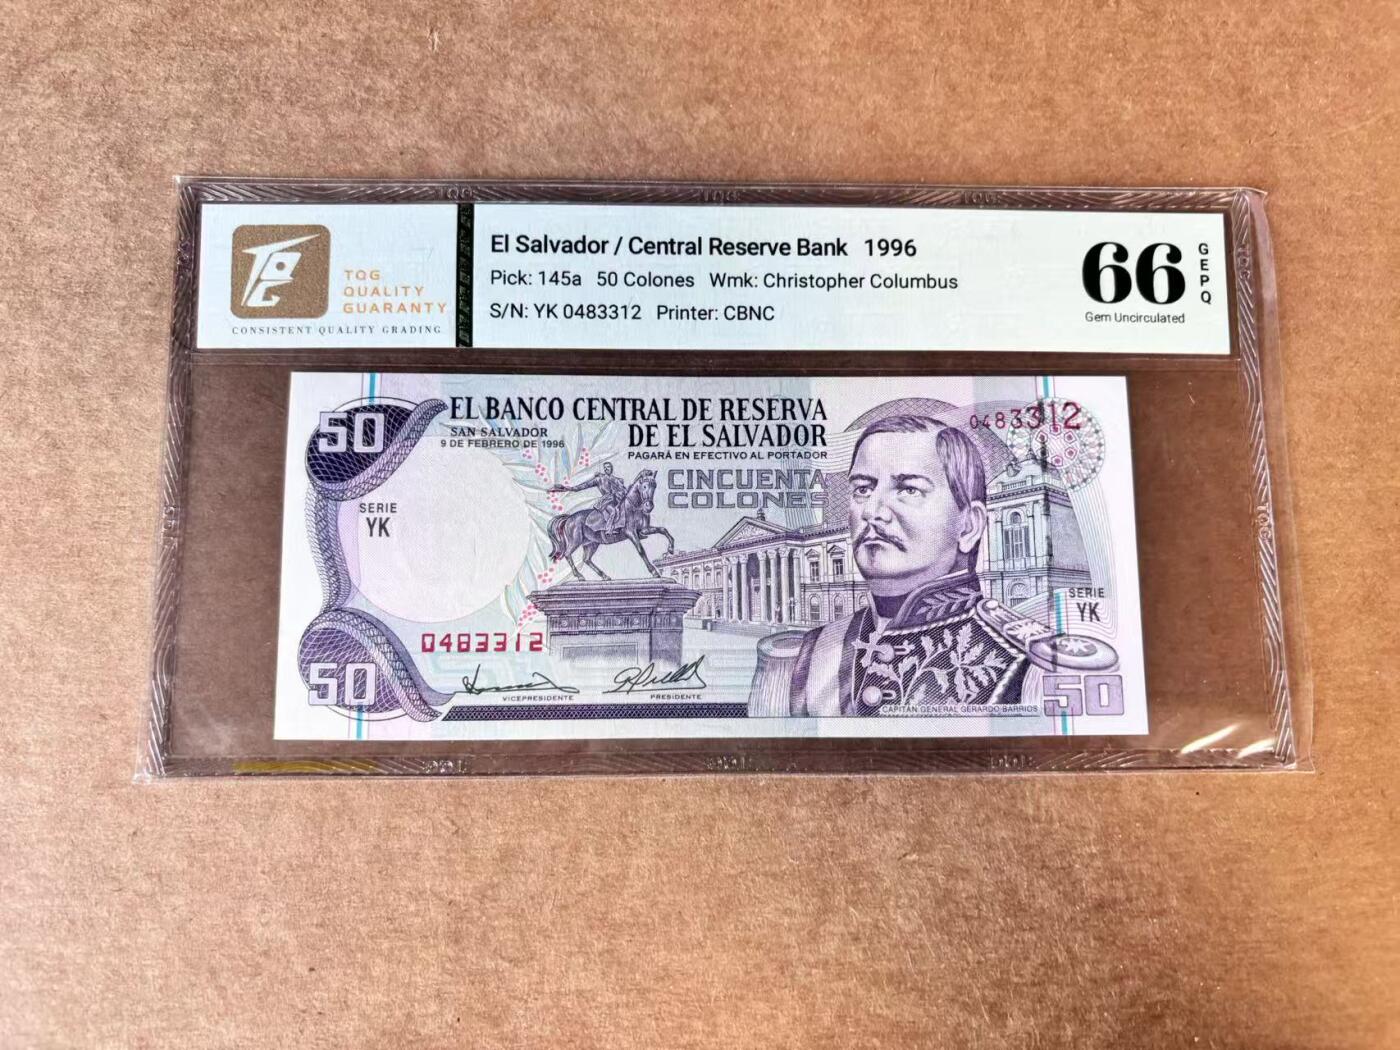 TQG
QUALITY
GUARANTY
CONSISTENT QUALITY GRADING
El Salvador / Central Reserve Bank 1996
Pick: 145a 50 Colones Wmk: Christopher Columbus
S/N: YK 0483312 Printer: CBNC
66
GEPQ
Gem Uncirculated
50
EL BANCO CENTRAL DE RESERVA
DE EL SALVADOR
SAN SALVADOR
9 DE FEBRERO DE 1996
PAGARÁ EN EFECTIVO AL PORTADOR
CINCUENTA
COLONES
0483312
SERIE
YK
SERIE
YK
0483312
50
VICEPRESIDENTE
PRESIDENTE
CAPITAN GENERAL GERARDO BARRIOS
50